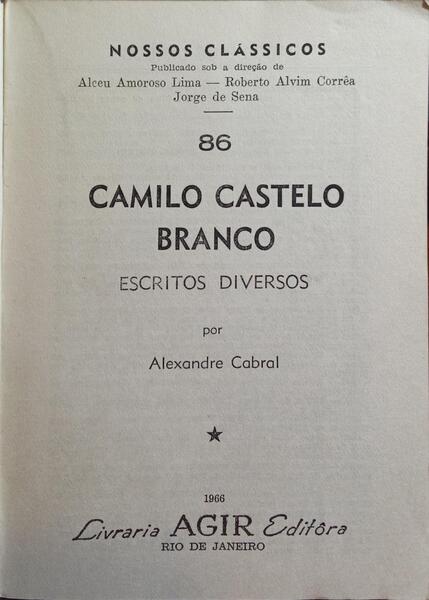 NOSSOS CLÁSSICOS
Publicado sob a direção de
Alceu Amoroso Lima — Roberto Alvim Corrêa
Jorge de Sena
86
CAMILO CASTELO
BRANCO
ESCRITOS DIVERSOS
por
Alexandre Cabral
1966
Livraria AGIR Editôra
RIO DE JANEIRO